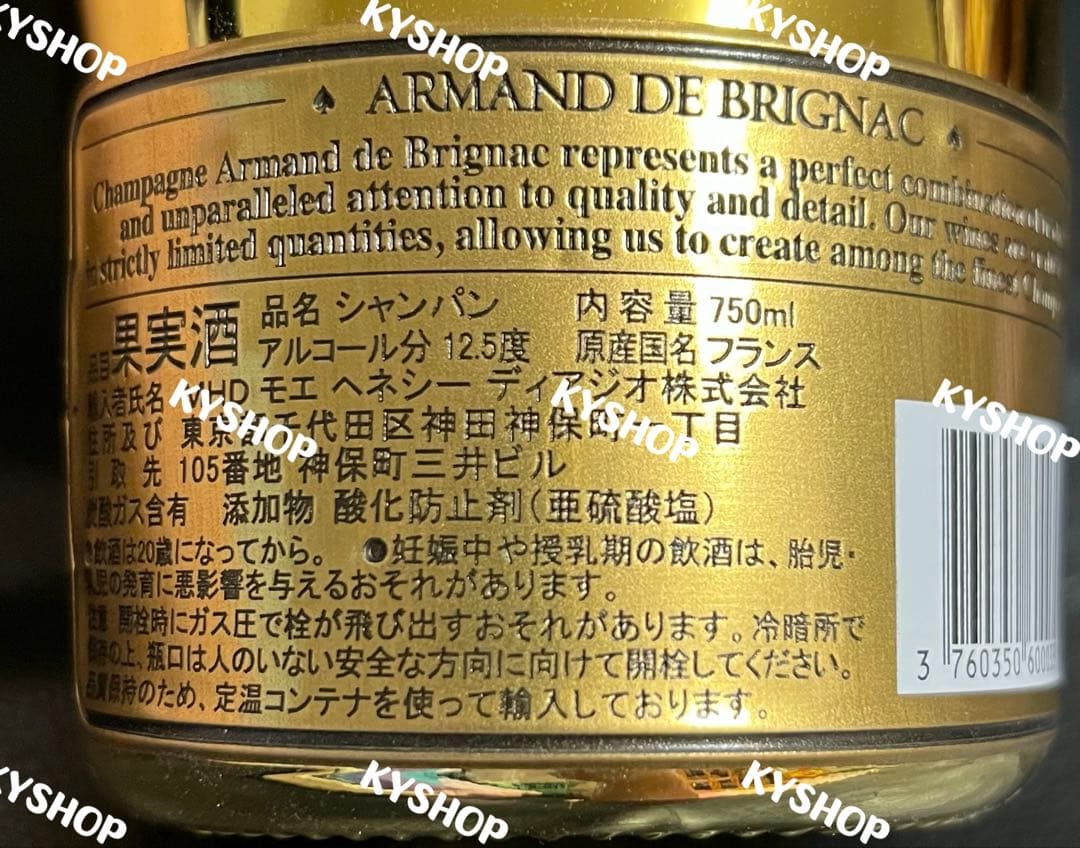 ♠ ARMAND DE BRIGNAC ♠
Champagne Armand de Brignac represents a perfect combination
and unparalleled attention to quality and detail. Our wines are
in strictly limited quantities, allowing us to create among the finest
品目 果実酒 品名 シャンパン 内容量 750ml
アルコール分 12.5度 原産国名 フランス
輸入者氏名 MHD モエ ヘネシー ディアジオ株式会社
住所及び 東京都千代田区神田神保町 丁目
引取先 105番地 神保町三井ビル
炭酸ガス含有 添加物 酸化防止剤(亜硫酸塩)
●飲酒は20歳になってから。 ●妊娠中や授乳期の飲酒は、胎児・
乳児の発育に悪影響を与えるおそれがあります。
注意 開栓時にガス圧で栓が飛び出すおそれがあります。冷暗所で
保存の上、瓶口は人のいない安全な方向に向けて開栓してください。
品質保持のため、定温コンテナを使って輸入しております。
3 760350 600
KYSHOP
KYSHOP
KYSHOP
KYSHOP
KYSHOP
KYSHOP
KYSHOP
KYSHOP
KYSHOP